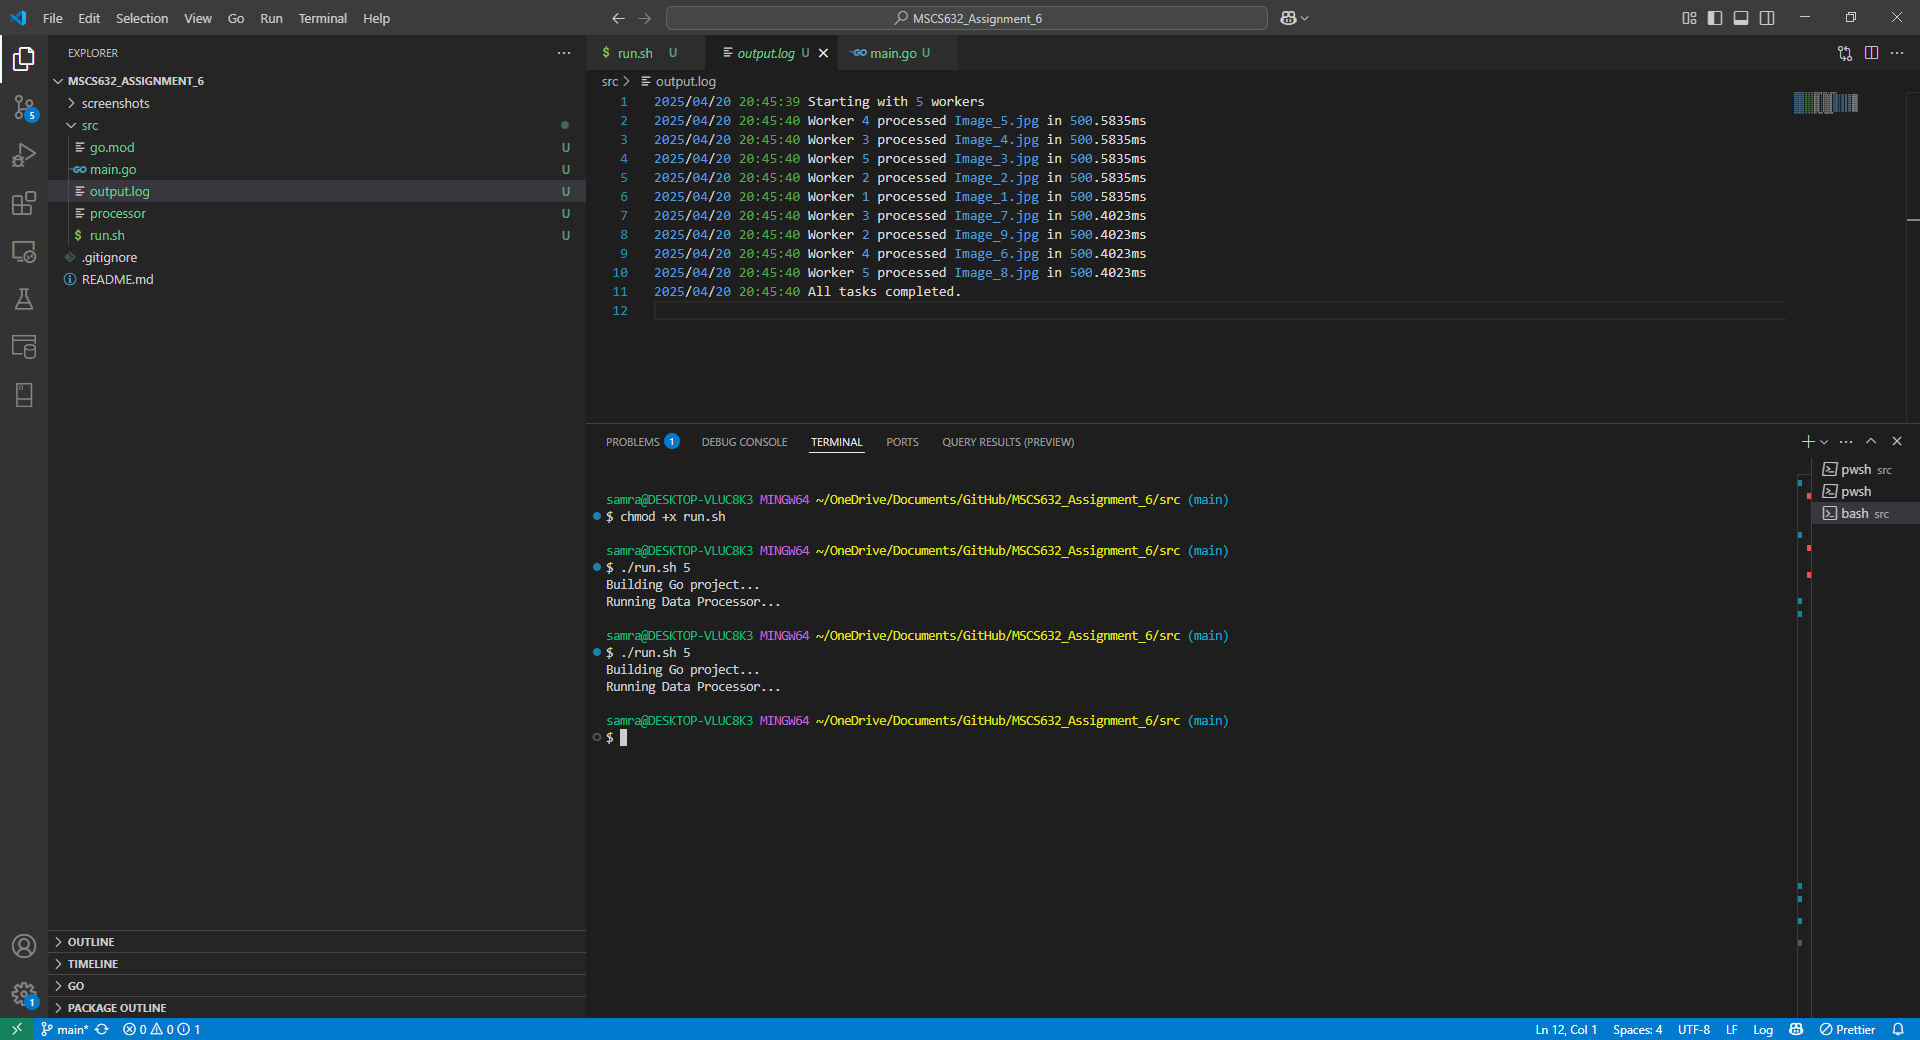 File Edit Selection View Go Run Terminal Help
MSCS632_Assignment_6
EXPLORER
MSCS632_ASSIGNMENT_6
screenshots
src
go.mod U
main.go U
output.log U
processor U
run.sh U
.gitignore
README.md
OUTLINE
TIMELINE
GO
PACKAGE OUTLINE
5
1
run.sh U output.log U main.go U
src output.log
1 2025/04/20 20:45:39 Starting with 5 workers
2 2025/04/20 20:45:40 Worker 4 processed Image_5.jpg in 500.5835ms
3 2025/04/20 20:45:40 Worker 3 processed Image_4.jpg in 500.5835ms
4 2025/04/20 20:45:40 Worker 5 processed Image_3.jpg in 500.5835ms
5 2025/04/20 20:45:40 Worker 2 processed Image_2.jpg in 500.5835ms
6 2025/04/20 20:45:40 Worker 1 processed Image_1.jpg in 500.5835ms
7 2025/04/20 20:45:40 Worker 3 processed Image_7.jpg in 500.4023ms
8 2025/04/20 20:45:40 Worker 2 processed Image_9.jpg in 500.4023ms
9 2025/04/20 20:45:40 Worker 4 processed Image_6.jpg in 500.4023ms
10 2025/04/20 20:45:40 Worker 5 processed Image_8.jpg in 500.4023ms
11 2025/04/20 20:45:40 All tasks completed.
12
PROBLEMS 1 DEBUG CONSOLE TERMINAL PORTS QUERY RESULTS (PREVIEW)
samra@DESKTOP-VLUC8K3 MINGW64 ~/OneDrive/Documents/GitHub/MSCS632_Assignment_6/src (main)
$ chmod +x run.sh
samra@DESKTOP-VLUC8K3 MINGW64 ~/OneDrive/Documents/GitHub/MSCS632_Assignment_6/src (main)
$ ./run.sh 5
Building Go project...
Running Data Processor...
samra@DESKTOP-VLUC8K3 MINGW64 ~/OneDrive/Documents/GitHub/MSCS632_Assignment_6/src (main)
$ ./run.sh 5
Building Go project...
Running Data Processor...
samra@DESKTOP-VLUC8K3 MINGW64 ~/OneDrive/Documents/GitHub/MSCS632_Assignment_6/src (main)
$
pwsh src
pwsh
bash src
main* 0 0 1
Ln 12, Col 1 Spaces: 4 UTF-8 LF Log Prettier